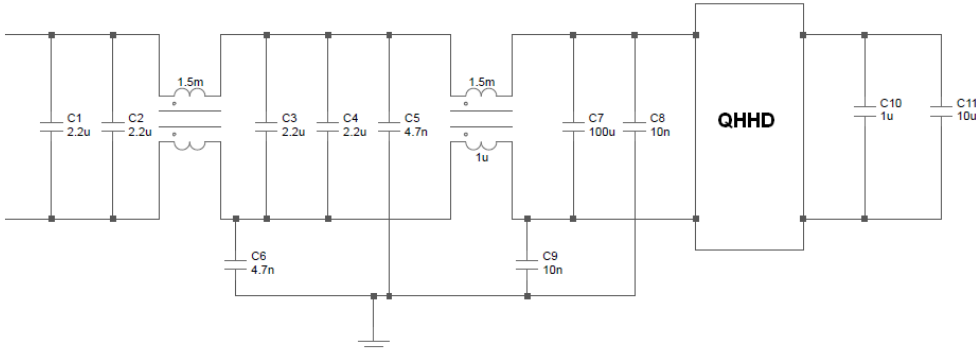 1.5m
1.5m
C1
2.2u
C2
2.2u
C3
2.2u
C4
2.2u
C5
4.7n
1u
C7
100u
C8
10n
QHHD
C10
1u
C11
10u
C6
4.7n
C9
10n